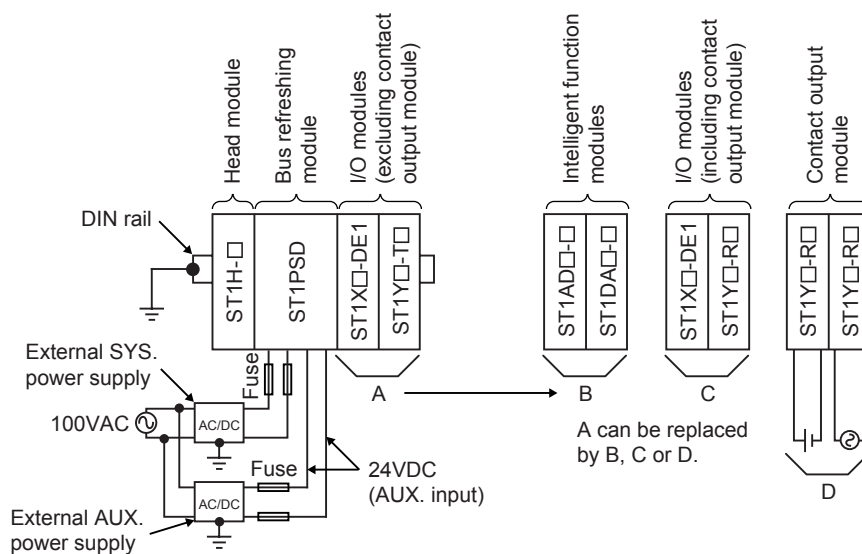 Head module
Bus refreshing
module
I/O modules
(excluding contact
output module)
Intelligent function
modules
I/O modules
(including contact
output module)
Contact output
module
DIN rail
ST1H-□
ST1PSD
ST1X□-DE1
ST1Y□-T□
ST1AD□-□
ST1DA□-□
ST1X□-DE1
ST1Y□-R□
ST1Y□-R□
ST1Y□-R□
External SYS.
power supply
Fuse
A
B
C
100VAC
AC/DC
A can be replaced
by B, C or D.
Fuse
24VDC
(AUX. input)
AC/DC
D
External AUX.
power supply